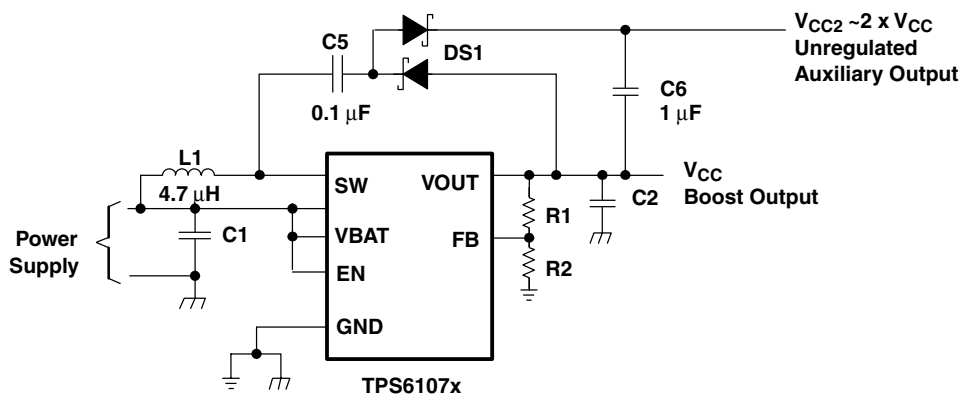 V_CC2 ~2 x V_CC
Unregulated
Auxiliary Output
C5
DS1
0.1 μF
C6
1 μF
L1
4.7 μH
SW
VOUT
V_CC
Boost Output
C2
R1
C1
Power
Supply
VBAT
FB
R2
EN
GND
TPS6107x